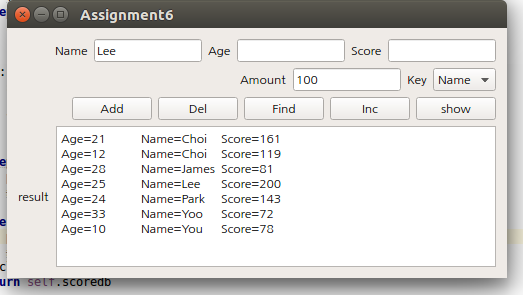 Assignment6
Name Lee Age Score
Amount 100 Key Name
Add Del Find Inc show
result
Age=21 Name=Choi Score=161
Age=12 Name=Choi Score=119
Age=28 Name=James Score=81
Age=25 Name=Lee Score=200
Age=24 Name=Park Score=143
Age=33 Name=Yoo Score=72
Age=10 Name=You Score=78
urn self.scoredb